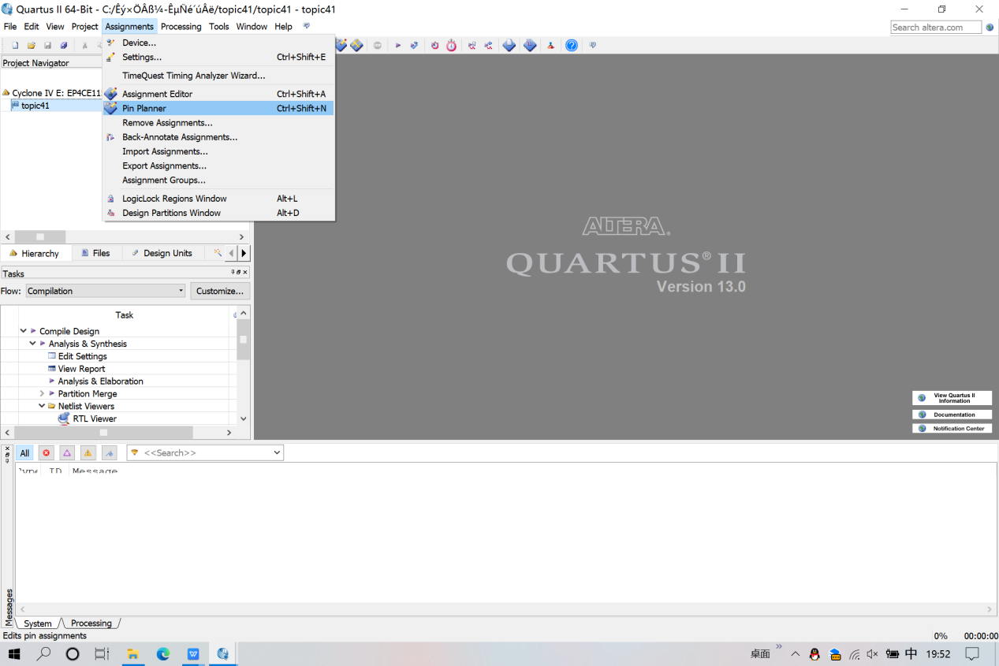 Quartus II 64-Bit - C:/Êý×ÖÂß¼­-ÊµÑé´úÂë/topic41/topic41 - topic41
File Edit View Project Assignments Processing Tools Window Help
Search altera.com
Device...
Settings... Ctrl+Shift+E
TimeQuest Timing Analyzer Wizard...
Assignment Editor Ctrl+Shift+A
Pin Planner Ctrl+Shift+N
Remove Assignments...
Back-Annotate Assignments...
Import Assignments...
Export Assignments...
Assignment Groups...
LogicLock Regions Window Alt+L
Design Partitions Window Alt+D
Project Navigator
Cyclone IV E: EP4CE11
topic41
Hierarchy Files Design Units
Tasks
Flow: Compilation Customize...
Task
Compile Design
Analysis & Synthesis
Edit Settings
View Report
Analysis & Elaboration
Partition Merge
Netlist Viewers
RTL Viewer
ALTERA®
QUARTUS® II
Version 13.0
View Quartus II
Information
Documentation
Notification Center
All <<Search>>
Type ID Message
Messages
System Processing
Edits pin assignments 0% 00:00:00
桌面 中 19:52